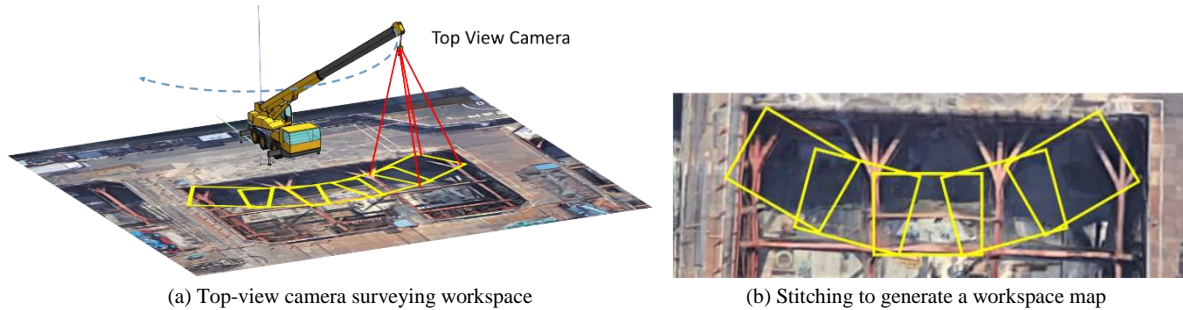 Top View Camera
(a) Top-view camera surveying workspace
(b) Stitching to generate a workspace map